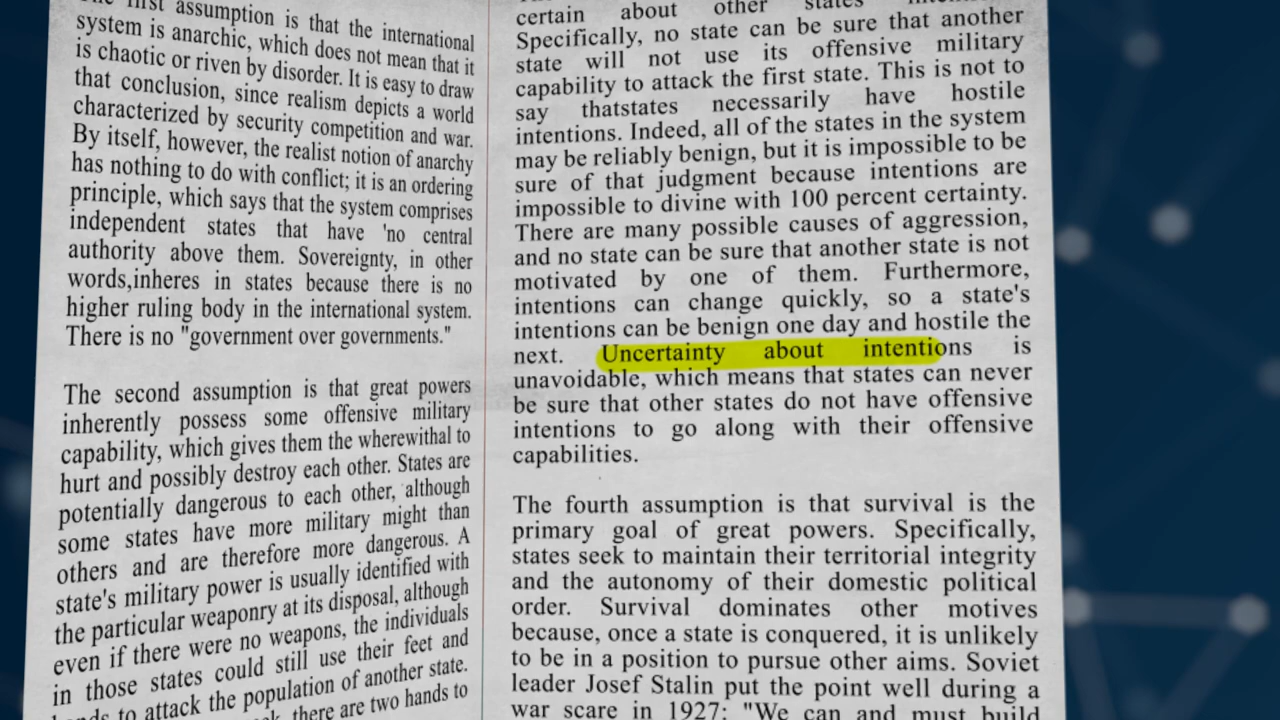 first assumption is that the international
system is anarchic, which does not mean that it
is chaotic or riven by disorder. It is easy to draw
that conclusion, since realism depicts a world
characterized by security competition and war.
By itself, however, the realist notion of anarchy
has nothing to do with conflict; it is an ordering
principle, which says that the system comprises
independent states that have 'no central
authority above them. Sovereignty, in other
words,inheres in states because there is no
higher ruling body in the international system.
There is no "government over governments."
The second assumption is that great powers
inherently possess some offensive military
capability, which gives them the wherewithal to
hurt and possibly destroy each other. States are
potentially dangerous to each other, although
some states have more military might than
others and are therefore more dangerous. A
state's military power is usually identified with
the particular weaponry at its disposal, although
even if there were no weapons, the individuals
in those states could still use their feet and
to attack the population of another state.
there are two hands to
certain about other states
Specifically, no state can be sure that another
state will not use its offensive military
capability to attack the first state. This is not to
say thatstates necessarily have hostile
intentions. Indeed, all of the states in the system
may be reliably benign, but it is impossible to be
sure of that judgment because intentions are
impossible to divine with 100 percent certainty.
There are many possible causes of aggression,
and no state can be sure that another state is not
motivated by one of them. Furthermore,
intentions can change quickly, so a state's
intentions can be benign one day and hostile the
next. Uncertainty about intentions is
unavoidable, which means that states can never
be sure that other states do not have offensive
intentions to go along with their offensive
capabilities.
The fourth assumption is that survival is the
primary goal of great powers. Specifically,
states seek to maintain their territorial integrity
and the autonomy of their domestic political
order. Survival dominates other motives
because, once a state is conquered, it is unlikely
to be in a position to pursue other aims. Soviet
leader Josef Stalin put the point well during a
war scare in 1927: "We can and must build